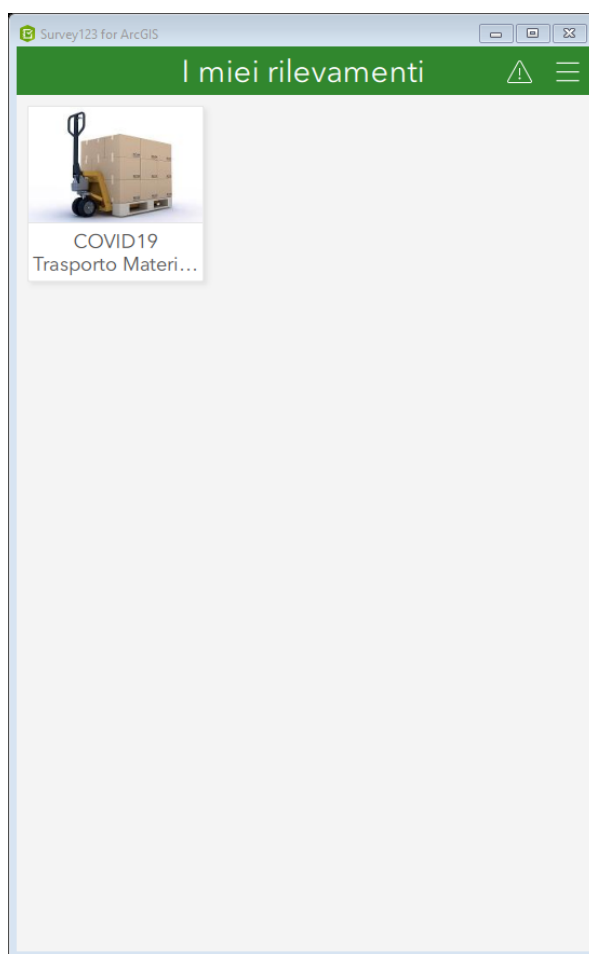 Survey123 for ArcGIS
I miei rilevamenti
COVID19
Trasporto Materi...